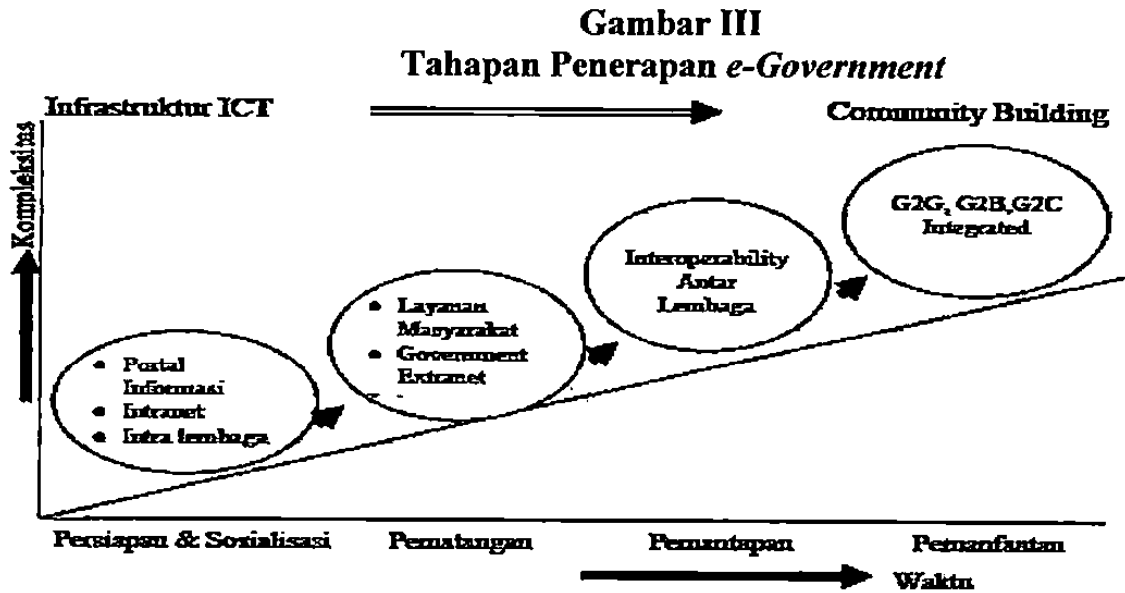 Gambar III
Tahapan Penerapan e-Government
Infrastruktur ICT
Community Building
Kompleksitas
G2G, G2B,G2C
Integrated
Interoperability
Antar
Lembaga
• Layanan
Masyarakat
• Government
Extranet
• Portal
Informasi
• Intranet
• Intra lembaga
Persiapan & Sosialisasi
Pematangan
Pemantapan
Pemanfaatan
Waktu